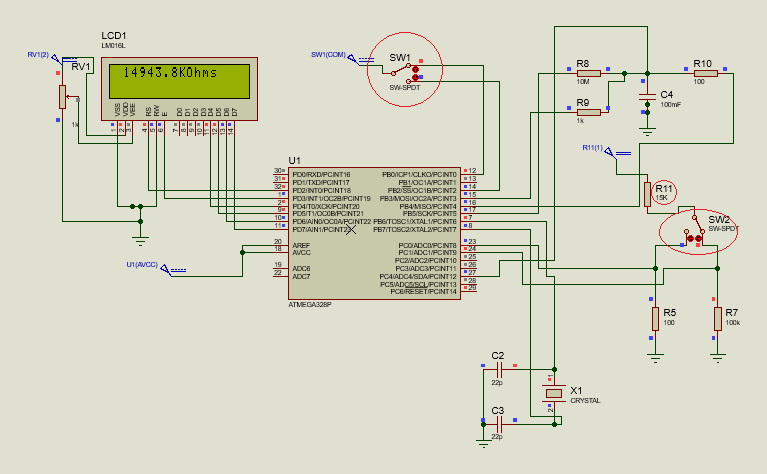 LCD1
LM016L
RV1(2)
RV1
1k
14943.8KOhms
VSS
VDD
VEE
RS
RW
E
D0
D1
D2
D3
D4
D5
D6
D7
1
2
3
4
5
6
7
8
9
10
11
12
13
14
SW1(COM)
SW1
SW-SPDT
R8
10M
R9
1k
R10
100
C4
100mF
R11(1)
R11
15K
SW2
SW-SPDT
U1
30 PD0/RXD/PCINT16
31 PD1/TXD/PCINT17
32 PD2/INT0/PCINT18
1 PD3/INT1/OC2B/PCINT19
2 PD4/T0/XCK/PCINT20
9 PD5/T1/OC0B/PCINT21
10 PD6/AIN0/OC0A/PCINT22
11 PD7/AIN1/PCINT23
20 AREF
18 AVCC
19 ADC6
22 ADC7
PB0/ICP1/CLKO/PCINT0 12
PB1/OC1A/PCINT1 13
PB2/SS/OC1B/PCINT2 14
PB3/MOSI/OC2A/PCINT3 15
PB4/MISO/PCINT4 16
PB5/SCK/PCINT5 17
PB6/TOSC1/XTAL1/PCINT6 7
PB7/TOSC2/XTAL2/PCINT7 8
PC0/ADC0/PCINT8 23
PC1/ADC1/PCINT9 24
PC2/ADC2/PCINT10 25
PC3/ADC3/PCINT11 26
PC4/ADC4/SDA/PCINT12 27
PC5/ADC5/SCL/PCINT13 28
PC6/RESET/PCINT14 29
ATMEGA328P
U1(AVCC)
R5
100
R7
100k
C2
22p
C3
22p
1
2
X1
CRYSTAL